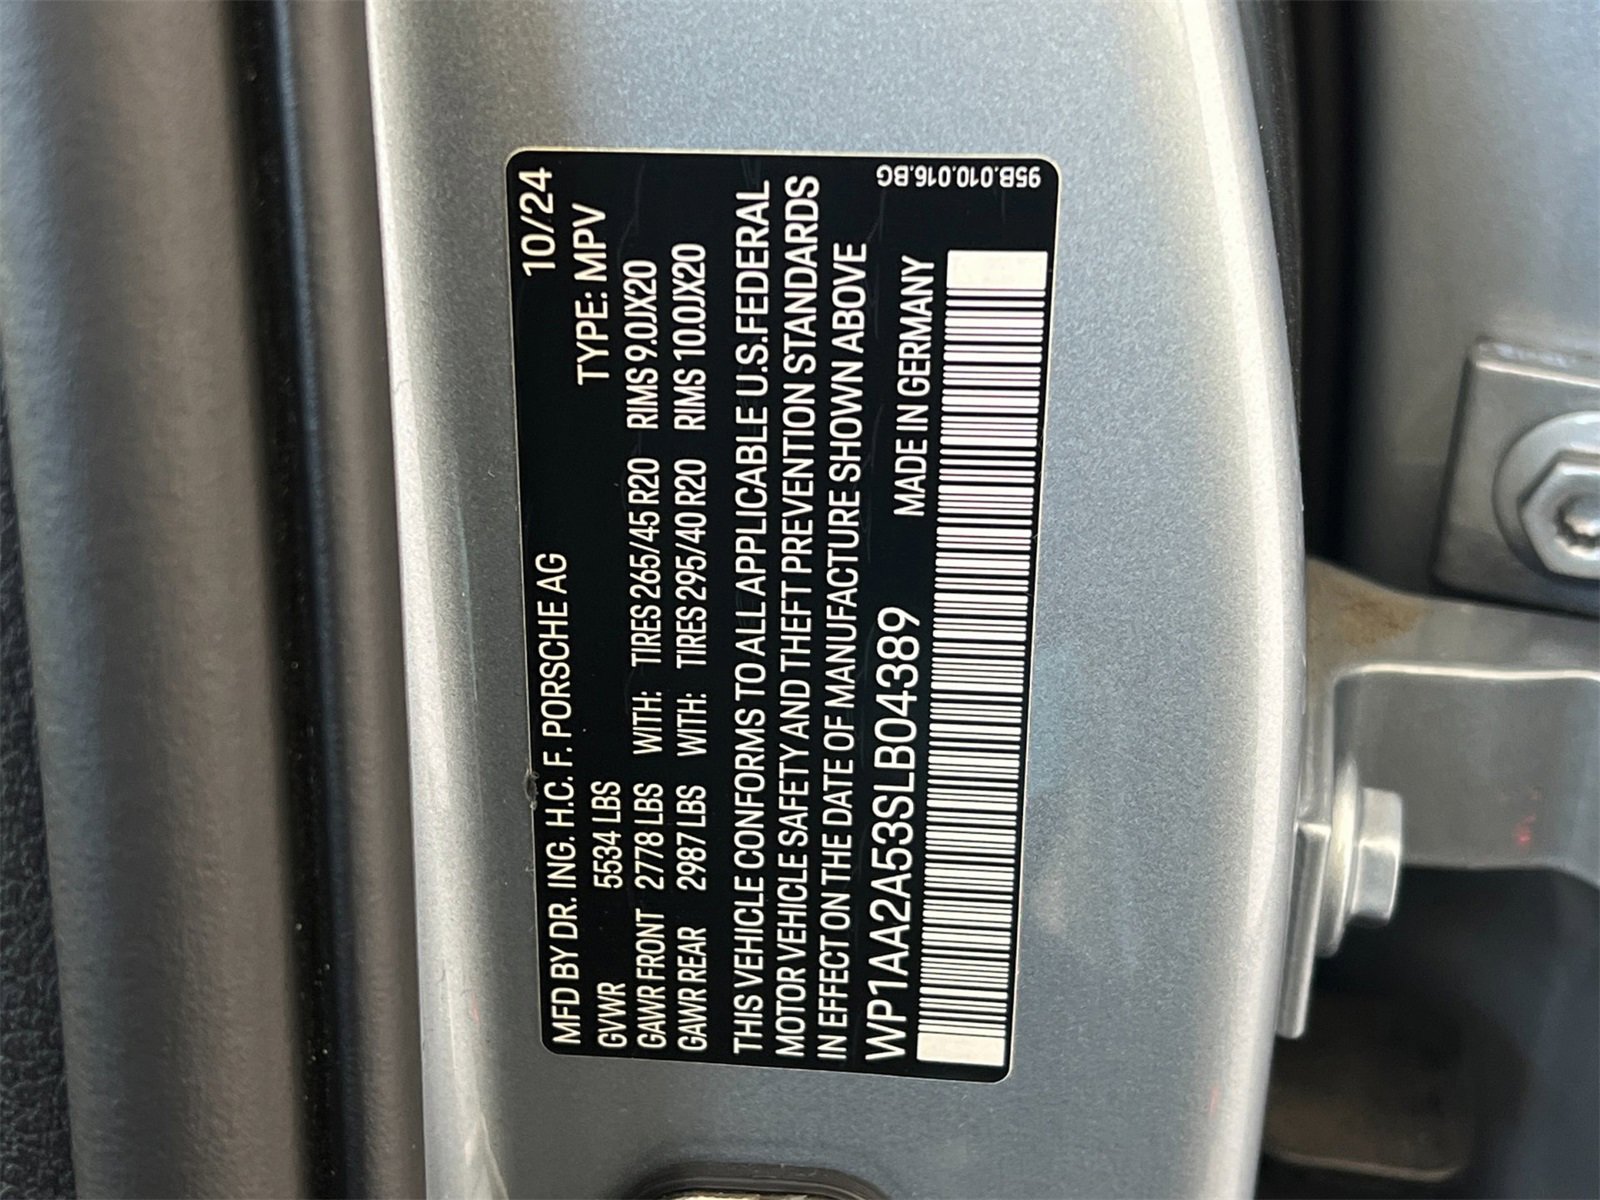 MFD BY DR. ING. H.C. F. PORSCHE AG 10/24
GVWR 5534 LBS TYPE: MPV
GAWR FRONT 2778 LBS WITH: TIRES 265/45 R20 RIMS 9.0JX20
GAWR REAR 2987 LBS WITH: TIRES 295/40 R20 RIMS 10.0JX20
THIS VEHICLE CONFORMS TO ALL APPLICABLE U.S.FEDERAL
MOTOR VEHICLE SAFETY AND THEFT PREVENTION STANDARDS
IN EFFECT ON THE DATE OF MANUFACTURE SHOWN ABOVE
WP1AA2A53SLB04389 MADE IN GERMANY
95B.010.016.BG